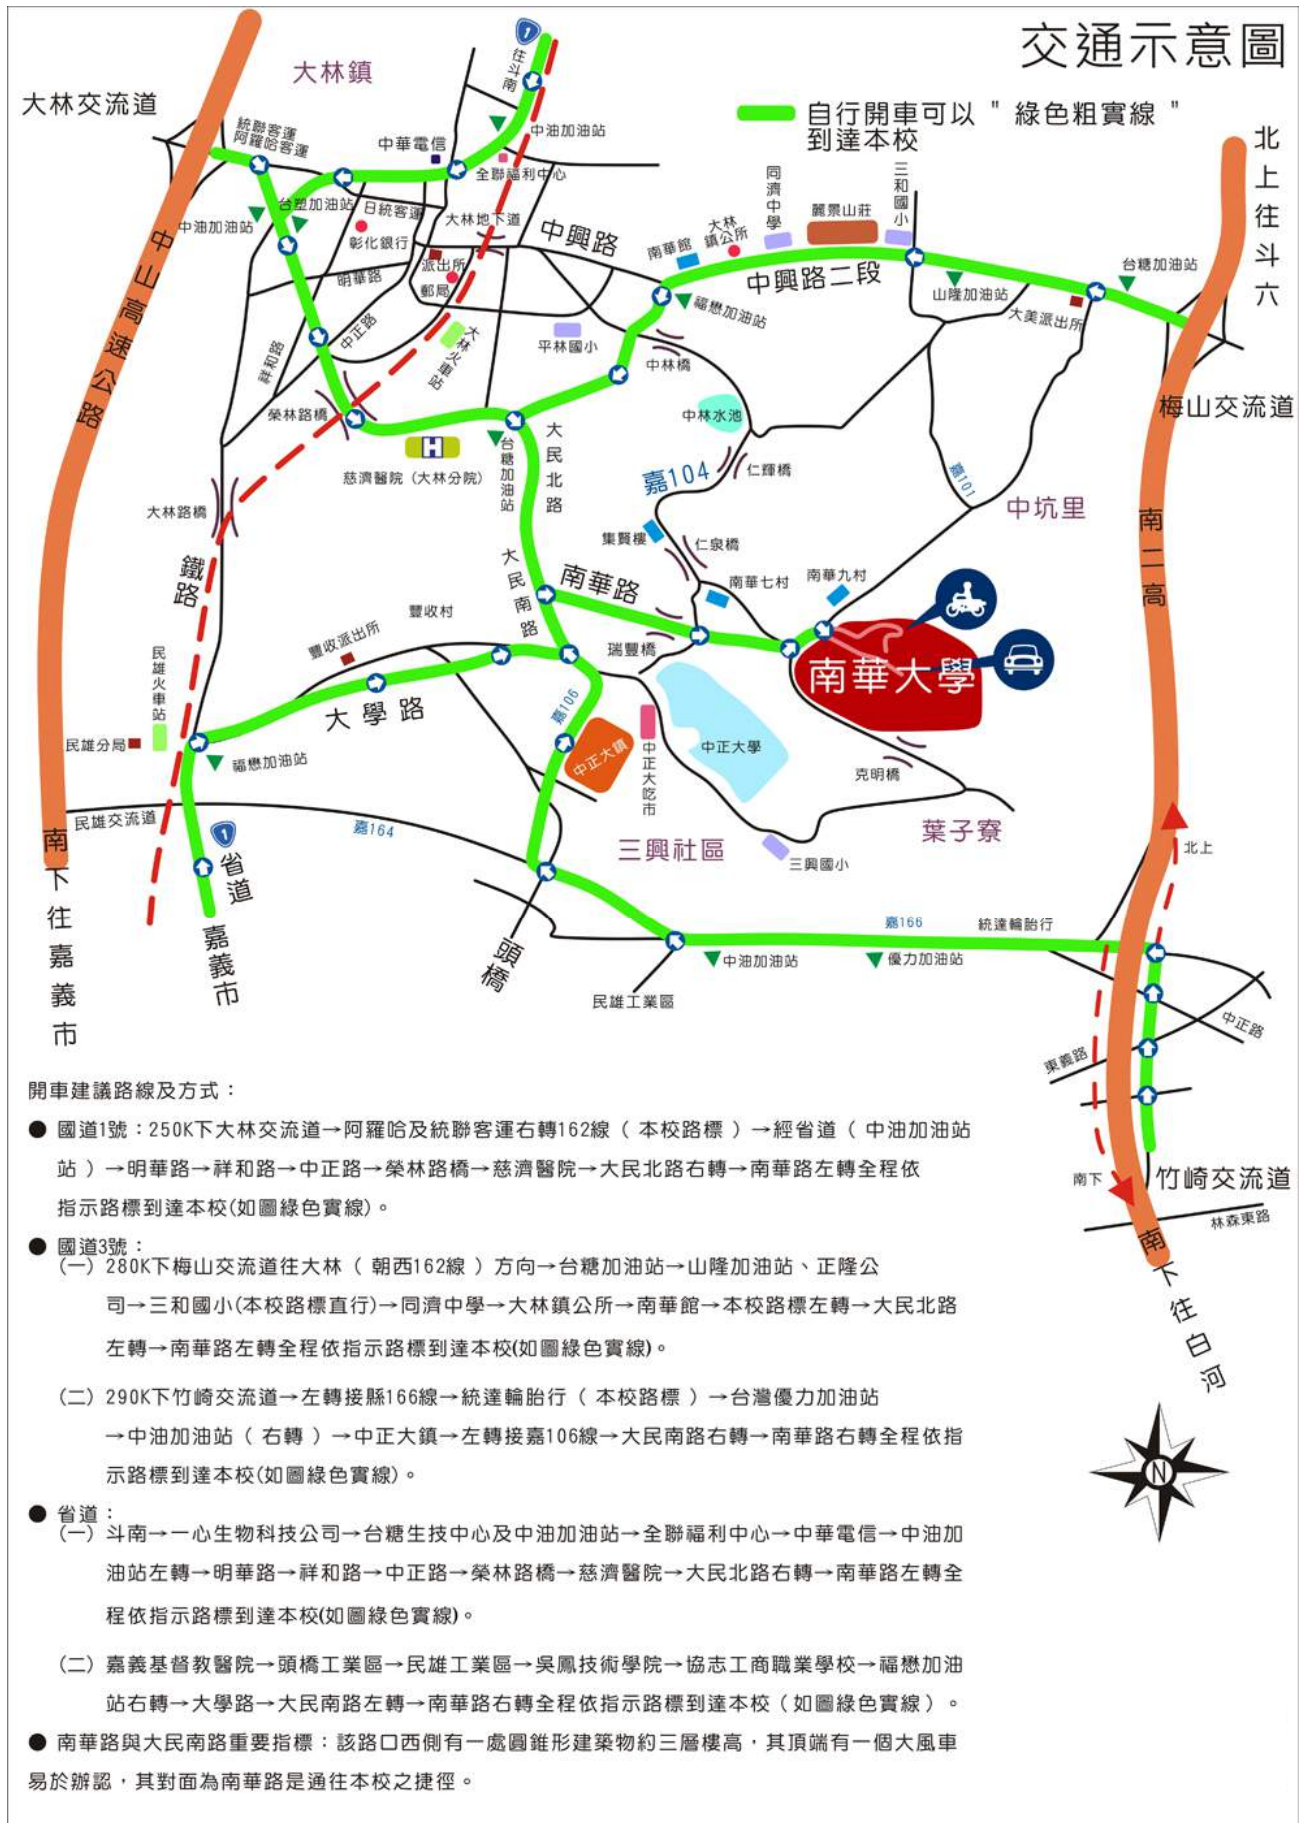 交通示意圖
自行開車可以 " 綠色粗實線 "
到達本校
大林鎮
大林交流道
統聯客運
阿羅哈客運
1
往斗南
中油加油站
中華電信
全聯福利中心
台塑加油站
日統客運
大林地下道
中油加油站
彰化銀行
明華路
派出所
郵局
中興路
南華館
大林
鎮公所
同濟中學
麗景山莊
三和國小
中興路二段
福懋加油站
山隆加油站
大美派出所
台糖加油站
北上往斗六
梅山交流道
中山高速公路
祥和路
中正路
大林火車站
平林國小
中林橋
中林水池
榮林路橋
H
慈濟醫院（大林分院）
台糖加油站
大民北路
嘉104
仁輝橋
嘉101
中坑里
南二高
大林路橋
鐵路
集賢樓
仁泉橋
大民南路
南華路
南華七村
南華九村
豐收村
豐收派出所
瑞豐橋
南華大學
民雄火車站
大學路
嘉106
中正大鎮
中正大吃市
中正大學
民雄分局
福懋加油站
克明橋
民雄交流道
嘉164
1
省道
三興社區
葉子寮
三興國小
北上
南下往嘉義市
嘉義市
頭橋
嘉166
統達輪胎行
中油加油站
優力加油站
民雄工業區
中正路
東義路
南下
竹崎交流道
林森東路
南下往白河
N
開車建議路線及方式：
● 國道1號：250K下大林交流道→阿羅哈及統聯客運右轉162線（ 本校路標 ）→經省道（ 中油加油站
站 ）→明華路→祥和路→中正路→榮林路橋→慈濟醫院→大民北路右轉→南華路左轉全程依
指示路標到達本校(如圖綠色實線)。
● 國道3號：
(一) 280K下梅山交流道往大林（ 朝西162線 ）方向→台糖加油站→山隆加油站、正隆公
司→三和國小(本校路標直行)→同濟中學→大林鎮公所→南華館→本校路標左轉→大民北路
左轉→南華路左轉全程依指示路標到達本校(如圖綠色實線)。
(二) 290K下竹崎交流道→左轉接縣166線→統達輪胎行（ 本校路標 ）→台灣優力加油站
→中油加油站（ 右轉 ）→中正大鎮→左轉接嘉106線→大民南路右轉→南華路右轉全程依指
示路標到達本校(如圖綠色實線)。
● 省道：
(一) 斗南→一心生物科技公司→台糖生技中心及中油加油站→全聯福利中心→中華電信→中油加
油站左轉→明華路→祥和路→中正路→榮林路橋→慈濟醫院→大民北路右轉→南華路左轉全
程依指示路標到達本校(如圖綠色實線)。
(二) 嘉義基督教醫院→頭橋工業區→民雄工業區→吳鳳技術學院→協志工商職業學校→福懋加油
站右轉→大學路→大民南路左轉→南華路右轉全程依指示路標到達本校（如圖綠色實線）。
● 南華路與大民南路重要指標：該路口西側有一處圓錐形建築物約三層樓高，其頂端有一個大風車
易於辦認，其對面為南華路是通往本校之捷徑。